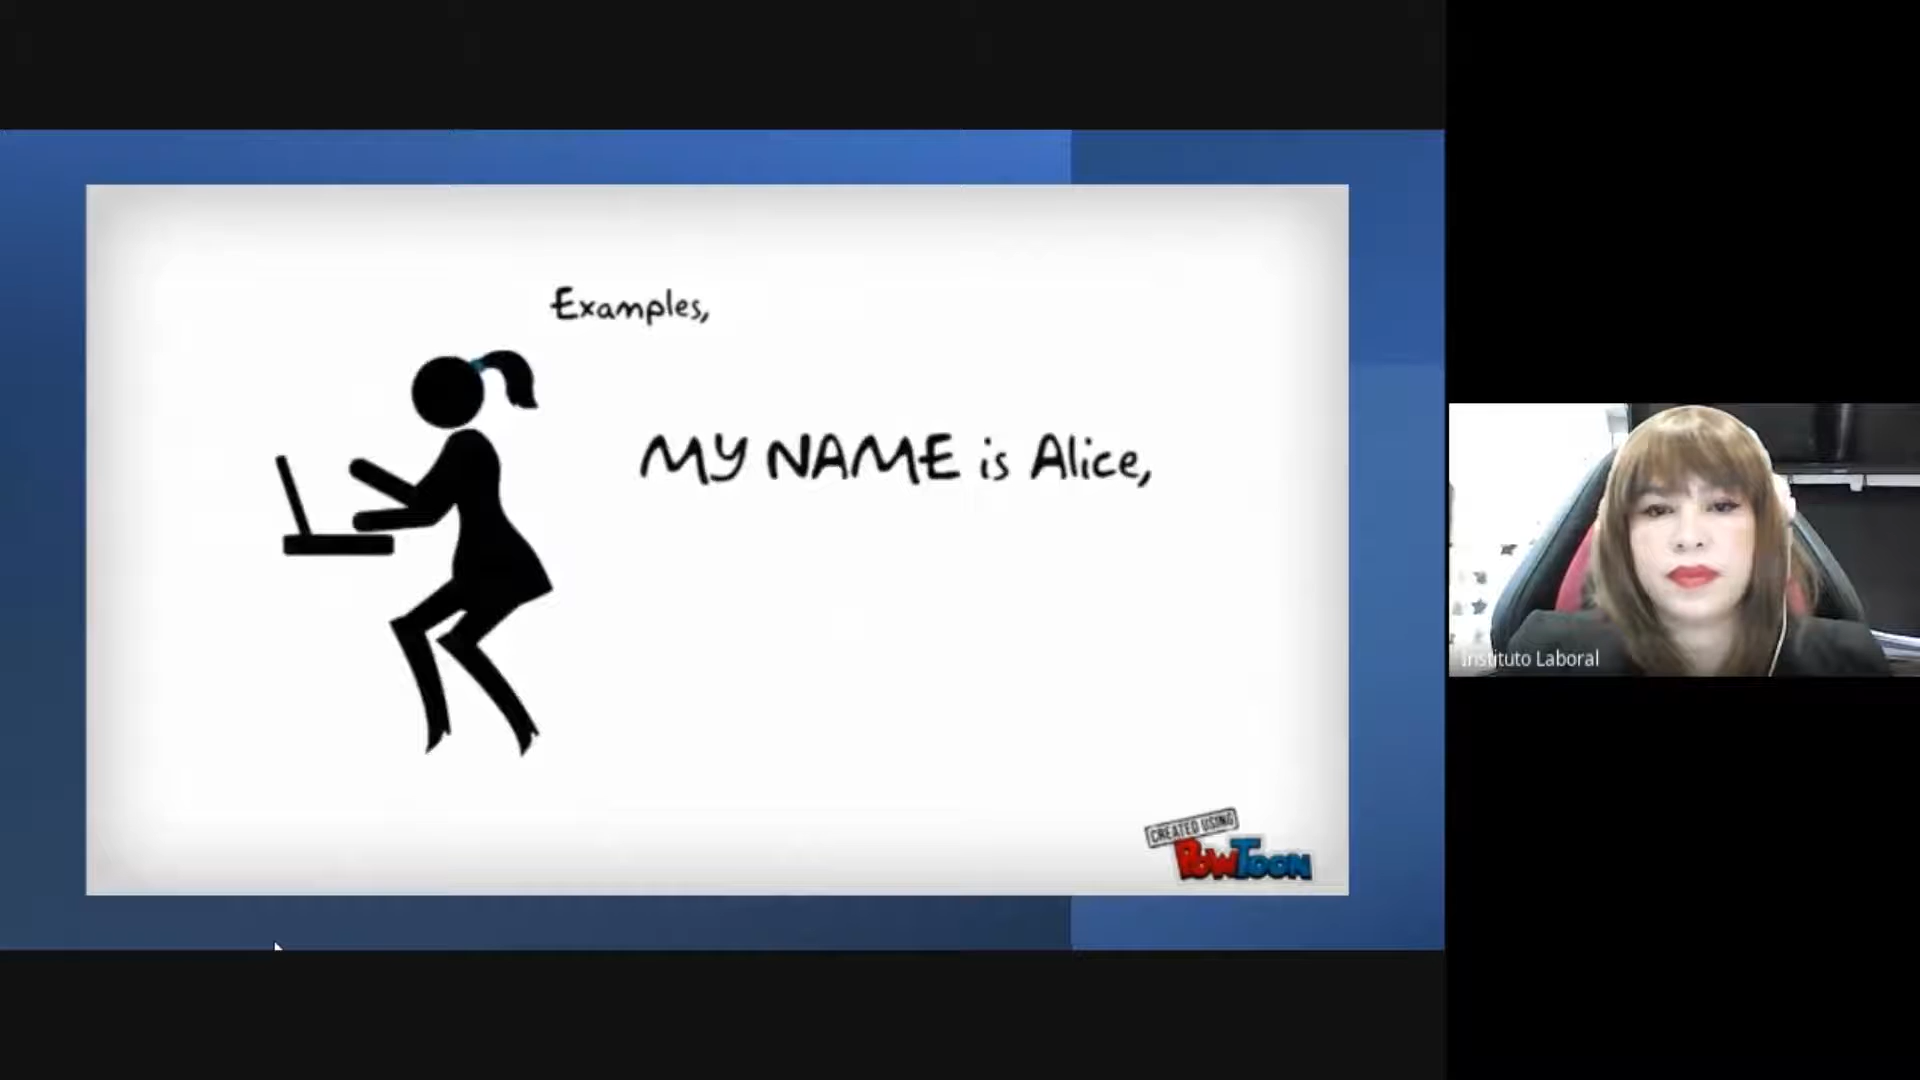 Examples,
MY NAME is Alice,
CREATED USING
POWTOON
Instituto Laboral